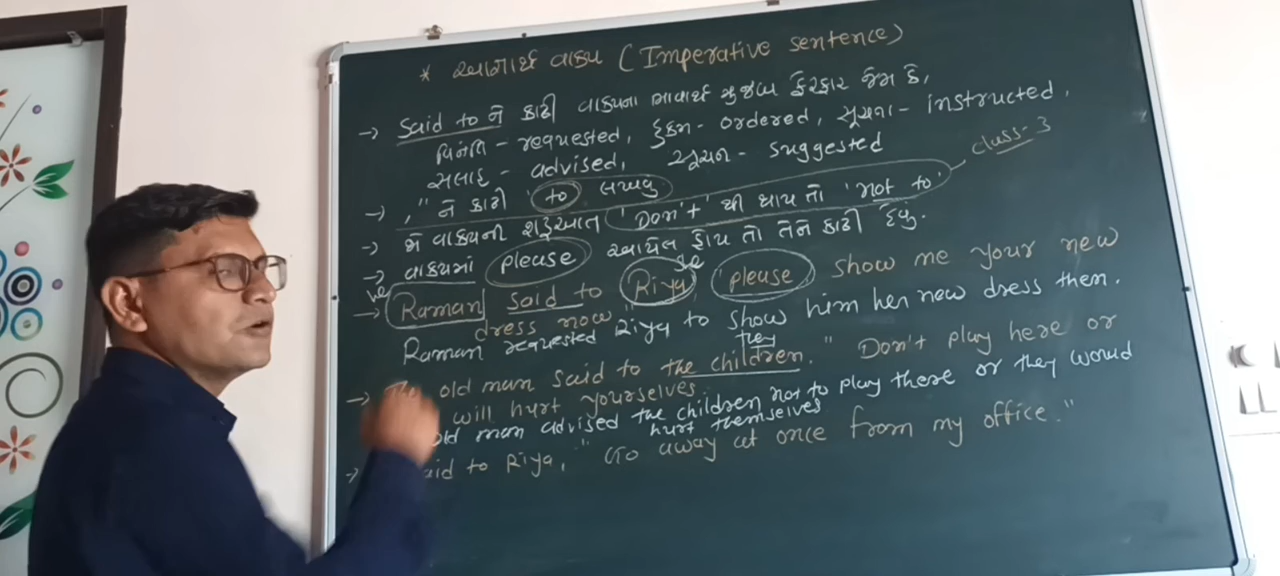 * આજ્ઞાર્થ વાક્ય (Imperative sentence)
→ Said to ને કાઢી વાક્યના ભાવાર્થ મુજબ ફેરફાર જેમ કે,
વિનંતિ - requested, હુકમ - ordered, સૂચના - instructed,
સલાહ - advised, સૂચન - suggested
→ , " ને કાઢી to લખવુ
→ જો વાક્યની શરૂઆત 'Don't' થી થાય તો 'not to' class-3
→ વાક્યમાં please આપેલ હોય તો તેને કાઢી દેવું.
→ Raman said to Riya, "please show me your new
dress now"
Raman requested Riya to show him her new dress then.
→ old man said to the children. " Don't play here or
they
will hurt yourselves.
old man advised the children not to play there or they would
hurt themselves
→ said to Riya, " Go away at once from my office."